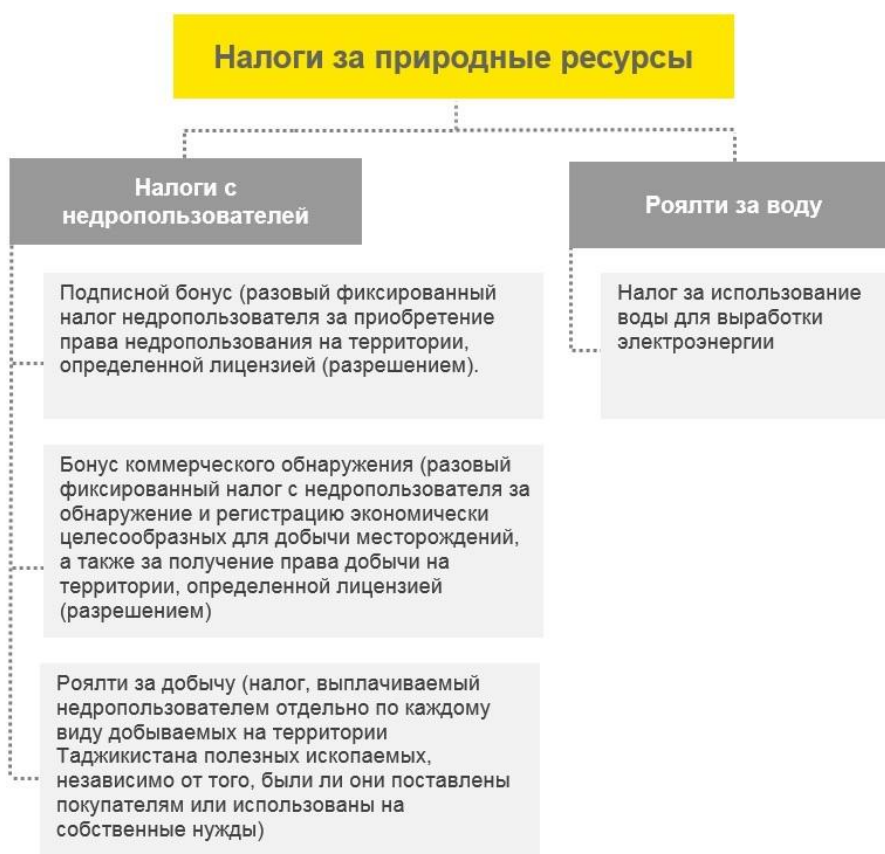 Налоги за природные ресурсы
Налоги с
недропользователей
Подписной бонус (разовый фиксированный
налог недропользователя за приобретение
права недропользования на территории,
определенной лицензией (разрешением).
Бонус коммерческого обнаружения (разовый
фиксированный налог с недропользователя за
обнаружение и регистрацию экономически
целесообразных для добычи месторождений,
а также за получение права добычи на
территории, определенной лицензией
(разрешением)
Роялти за добычу (налог, выплачиваемый
недропользователем отдельно по каждому
виду добываемых на территории
Таджикистана полезных ископаемых,
независимо от того, были ли они поставлены
покупателям или использованы на
собственные нужды)
Роялти за воду
Налог за использование
воды для выработки
электроэнергии